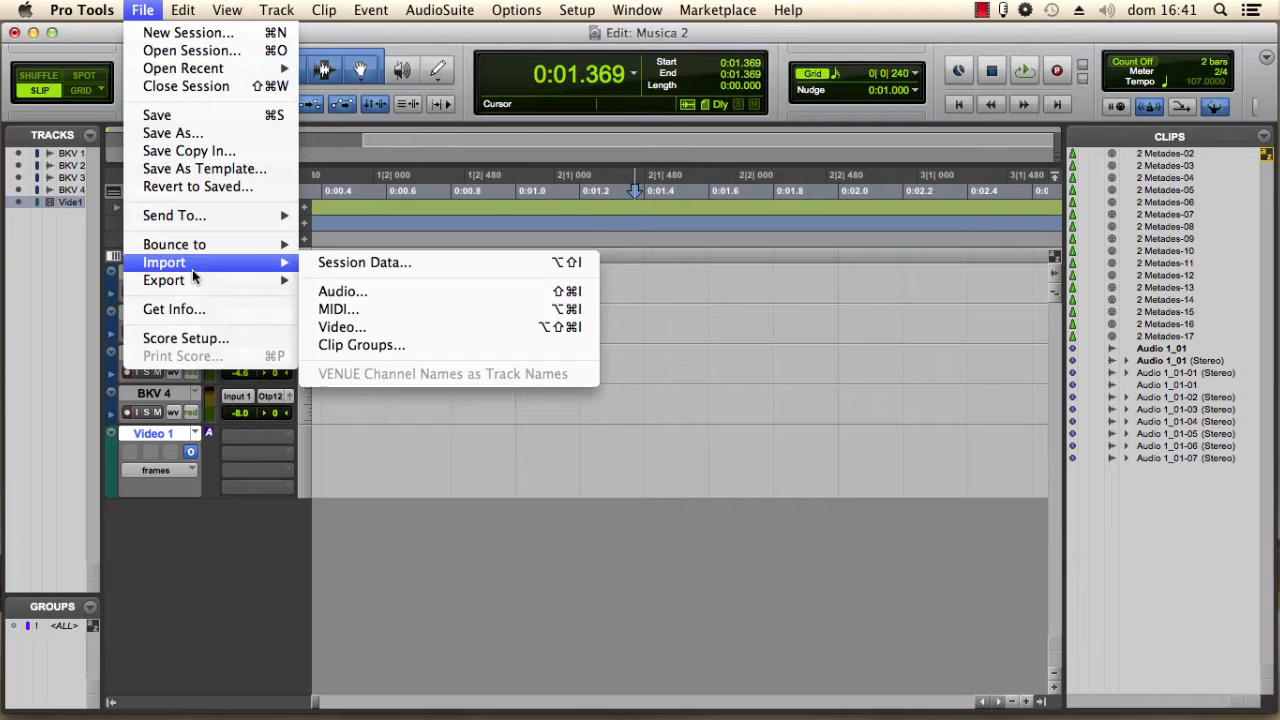 Pro Tools File Edit View Track Clip Event AudioSuite Options Setup Window Marketplace Help dom 16:41
Edit: Musica 2
New Session... ⌘N
Open Session... ⌘O
Open Recent
Close Session ⇧⌘W
Save ⌘S
Save As...
Save Copy In...
Save As Template...
Revert to Saved...
Send To...
Bounce to
Import
Export
Get Info...
Score Setup...
Print Score... ⌘P
Session Data... ⌥⇧I
Audio... ⇧⌘I
MIDI... ⌥⌘I
Video... ⌥⇧⌘I
Clip Groups...
VENUE Channel Names as Track Names
SHUFFLE SPOT
SLIP GRID
0:01.369
Start 0:01.369
End 0:01.369
Length 0:00.000
Cursor Dly
Grid 0| 0| 240
Nudge 0:01.000
Count Off 2 bars
Meter 2/4
Tempo 107.0000
TRACKS
BKV 1
BKV 2
BKV 3
BKV 4
Vide1
1|2| 000 1|2| 480 2|1| 000 2|1| 480 2|2| 000 2|2| 480 3|1| 000 3|1| 480
0:00.4 0:00.6 0:00.8 0:01.0 0:01.2 0:01.4 0:01.6 0:01.8 0:02.0 0:02.2 0:02.4
-4.6 0
BKV 4 Input 1 Otp12
I S M wv red -8.0 0
Video 1 A
O
frames
GROUPS
! <ALL>
CLIPS
2 Metades-02
2 Metades-03
2 Metades-04
2 Metades-05
2 Metades-06
2 Metades-07
2 Metades-08
2 Metades-09
2 Metades-10
2 Metades-11
2 Metades-12
2 Metades-13
2 Metades-14
2 Metades-15
2 Metades-16
2 Metades-17
Audio 1_01
Audio 1_01 (Stereo)
Audio 1_01-01 (Stereo)
Audio 1_01-01
Audio 1_01-02 (Stereo)
Audio 1_01-03 (Stereo)
Audio 1_01-04 (Stereo)
Audio 1_01-05 (Stereo)
Audio 1_01-06 (Stereo)
Audio 1_01-07 (Stereo)